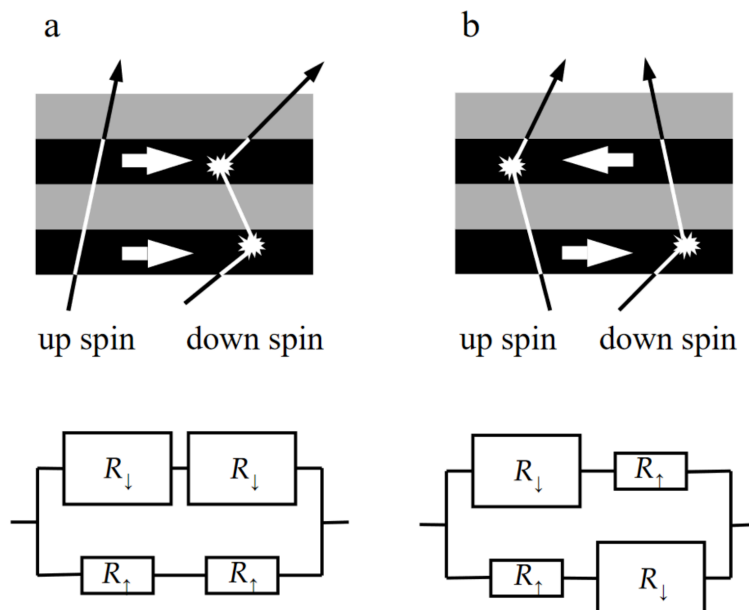 a b
up spin down spin up spin down spin
R↓ R↓ R↓ R↑
R↑ R↑ R↑ R↓